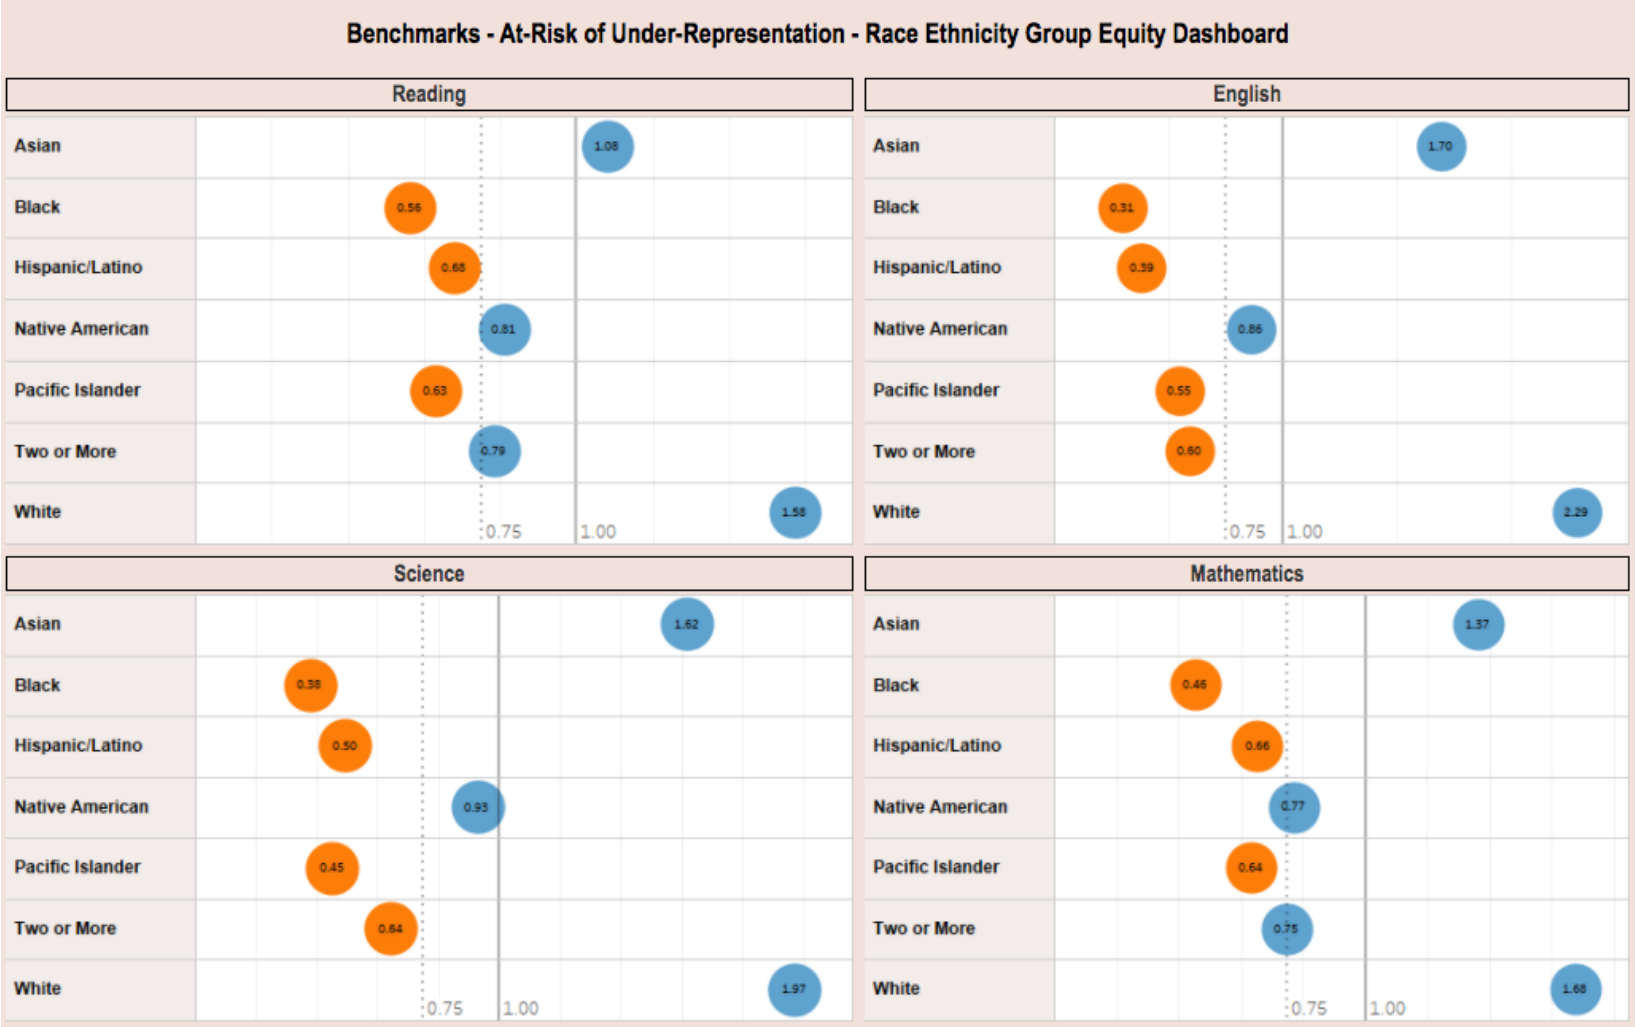 Benchmarks - At-Risk of Under-Representation - Race Ethnicity Group Equity Dashboard
Reading
Asian 1.08
Black 0.56
Hispanic/Latino 0.68
Native American 0.81
Pacific Islander 0.63
Two or More 0.79
White 1.58
0.75 1.00
English
Asian 1.70
Black 0.31
Hispanic/Latino 0.39
Native American 0.86
Pacific Islander 0.55
Two or More 0.60
White 2.29
0.75 1.00
Science
Asian 1.62
Black 0.38
Hispanic/Latino 0.50
Native American 0.93
Pacific Islander 0.45
Two or More 0.64
White 1.97
0.75 1.00
Mathematics
Asian 1.37
Black 0.46
Hispanic/Latino 0.66
Native American 0.77
Pacific Islander 0.64
Two or More 0.75
White 1.68
0.75 1.00